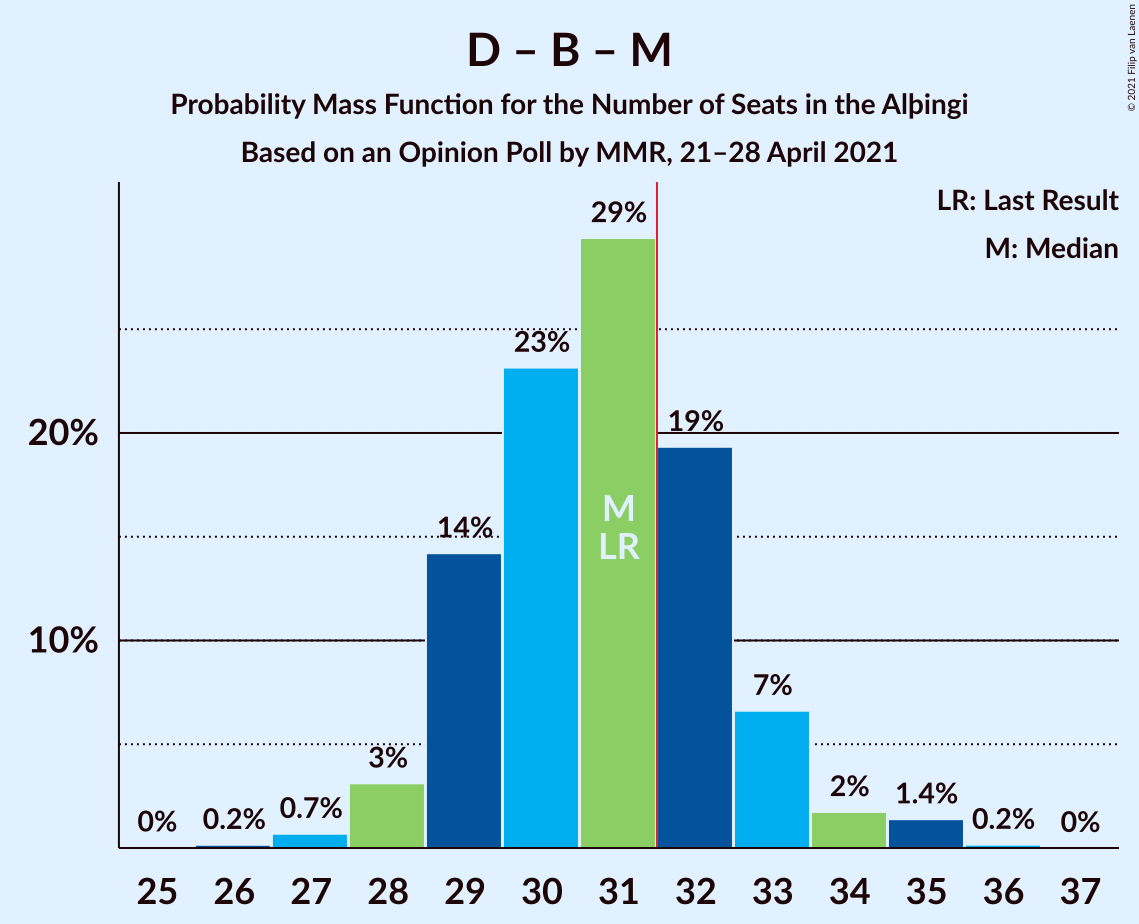 D – B – M
Probability Mass Function for the Number of Seats in the Alþingi
Based on an Opinion Poll by MMR, 21–28 April 2021
© 2021 Filip van Laenen
LR: Last Result
M: Median
20%
10%
0%
0.2%
0.7%
3%
14%
23%
29%
19%
7%
2%
1.4%
0.2%
0%
M
LR
25 26 27 28 29 30 31 32 33 34 35 36 37